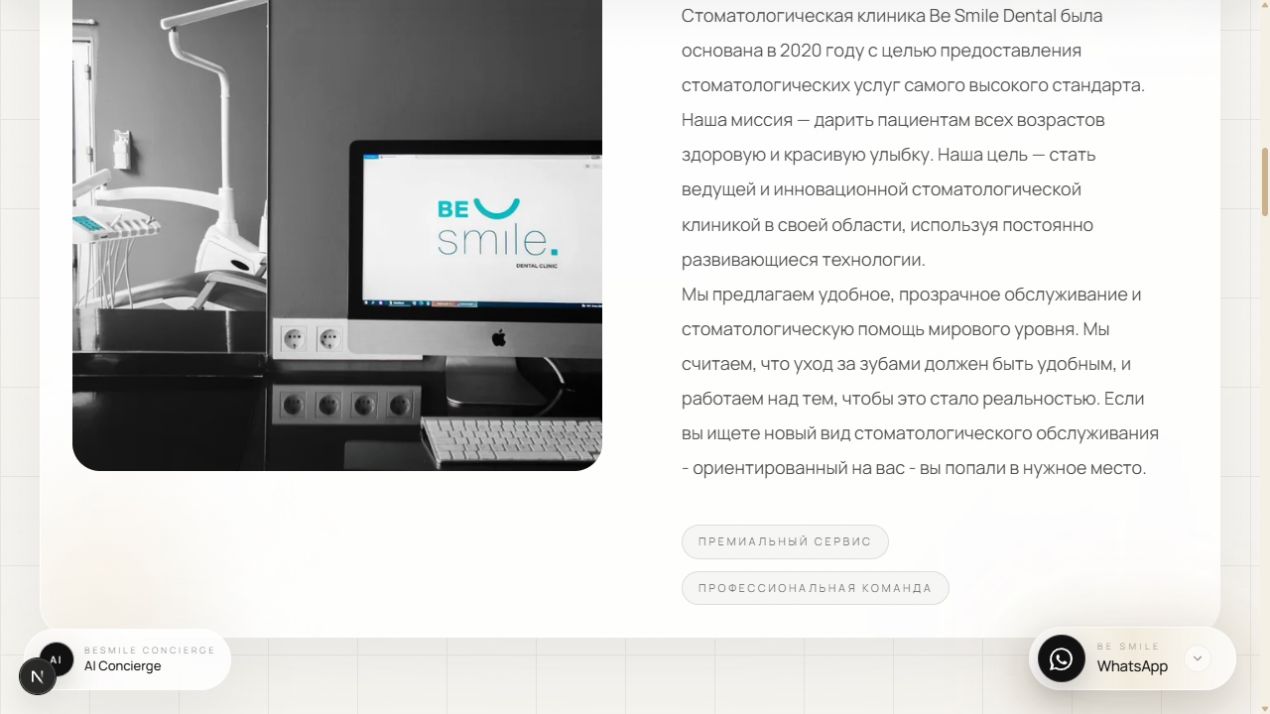 BE
smile.
DENTAL CLINIC
Стоматологическая клиника Be Smile Dental была
основана в 2020 году с целью предоставления
стоматологических услуг самого высокого стандарта.
Наша миссия — дарить пациентам всех возрастов
здоровую и красивую улыбку. Наша цель — стать
ведущей и инновационной стоматологической
клиникой в своей области, используя постоянно
развивающиеся технологии.
Мы предлагаем удобное, прозрачное обслуживание и
стоматологическую помощь мирового уровня. Мы
считаем, что уход за зубами должен быть удобным, и
работаем над тем, чтобы это стало реальностью. Если
вы ищете новый вид стоматологического обслуживания
- ориентированный на вас - вы попали в нужное место.
ПРЕМИАЛЬНЫЙ СЕРВИС
ПРОФЕССИОНАЛЬНАЯ КОМАНДА
AI
BESMILE CONCIERGE
AI Concierge
N
BE SMILE
WhatsApp